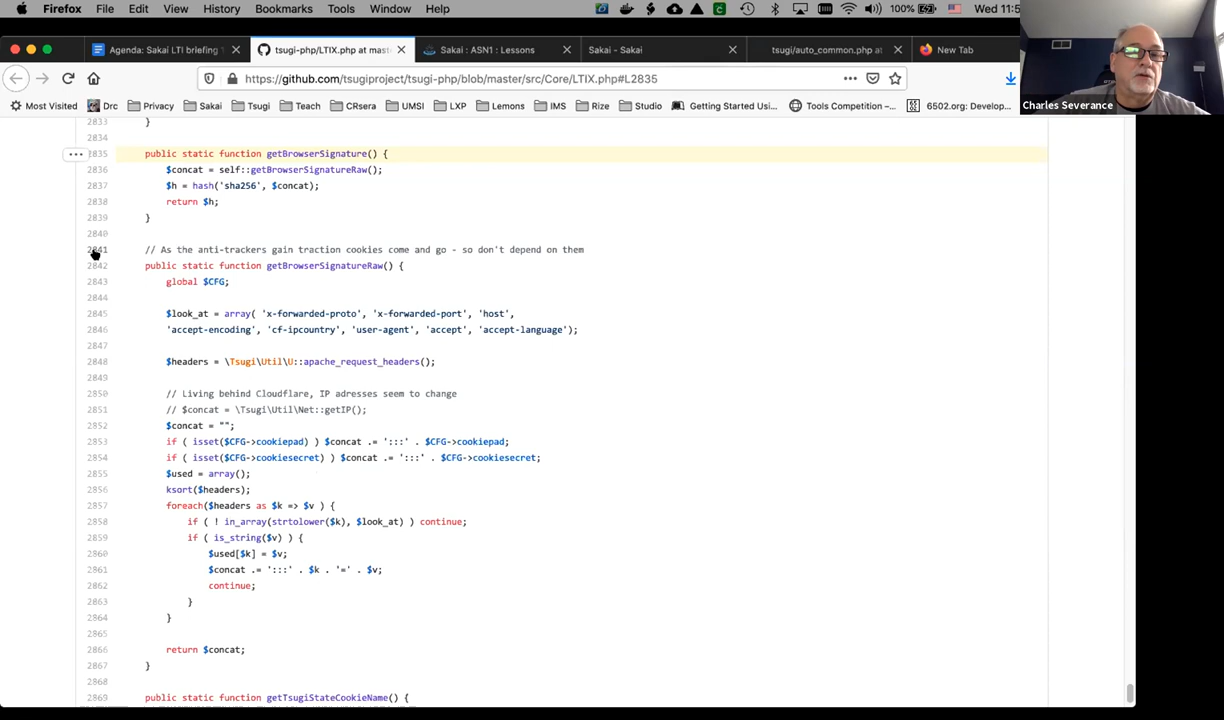 Firefox File Edit View History Bookmarks Tools Window Help 100% Wed 11:5
Agenda: Sakai LTI briefing
tsugi-php/LTIX.php at mast
Sakai : ASN1 : Lessons
Sakai - Sakai
tsugi/auto_common.php at
New Tab
https://github.com/tsugiproject/tsugi-php/blob/master/src/Core/LTIX.php#L2835
Most Visited Drc Privacy Sakai Tsugi Teach CRsera UMSI LXP Lemons IMS Rize Studio Getting Started Usi... Tools Competition –... 6502.org: Develop...
Charles Severance
2833 }
2834
2835 public static function getBrowserSignature() {
2836 $concat = self::getBrowserSignatureRaw();
2837 $h = hash('sha256', $concat);
2838 return $h;
2839 }
2840
2841 // As the anti-trackers gain traction cookies come and go - so don't depend on them
2842 public static function getBrowserSignatureRaw() {
2843 global $CFG;
2844
2845 $look_at = array( 'x-forwarded-proto', 'x-forwarded-port', 'host',
2846 'accept-encoding', 'cf-ipcountry', 'user-agent', 'accept', 'accept-language');
2847
2848 $headers = \Tsugi\Util\U::apache_request_headers();
2849
2850 // Living behind Cloudflare, IP adresses seem to change
2851 // $concat = \Tsugi\Util\Net::getIP();
2852 $concat = "";
2853 if ( isset($CFG->cookiepad) ) $concat .= ':::' . $CFG->cookiepad;
2854 if ( isset($CFG->cookiesecret) ) $concat .= ':::' . $CFG->cookiesecret;
2855 $used = array();
2856 ksort($headers);
2857 foreach($headers as $k => $v ) {
2858 if ( ! in_array(strtolower($k), $look_at) ) continue;
2859 if ( is_string($v) ) {
2860 $used[$k] = $v;
2861 $concat .= ':::' . $k . '=' . $v;
2862 continue;
2863 }
2864 }
2865
2866 return $concat;
2867 }
2868
2869 public static function getTsugiStateCookieName() {